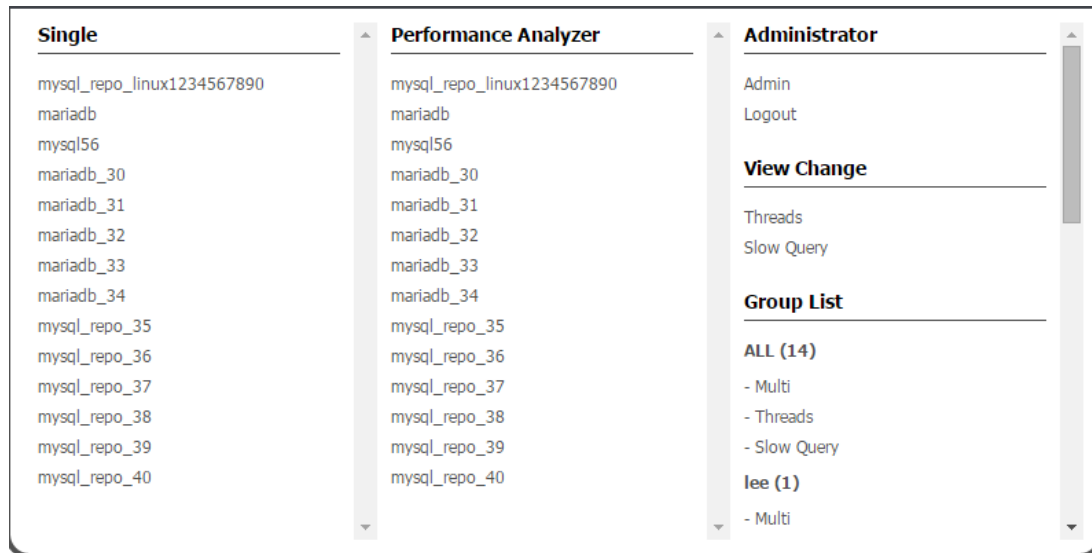 Single
mysql_repo_linux1234567890
mariadb
mysql56
mariadb_30
mariadb_31
mariadb_32
mariadb_33
mariadb_34
mysql_repo_35
mysql_repo_36
mysql_repo_37
mysql_repo_38
mysql_repo_39
mysql_repo_40
Performance Analyzer
mysql_repo_linux1234567890
mariadb
mysql56
mariadb_30
mariadb_31
mariadb_32
mariadb_33
mariadb_34
mysql_repo_35
mysql_repo_36
mysql_repo_37
mysql_repo_38
mysql_repo_39
mysql_repo_40
Administrator
Admin
Logout
View Change
Threads
Slow Query
Group List
ALL (14)
- Multi
- Threads
- Slow Query
lee (1)
- Multi